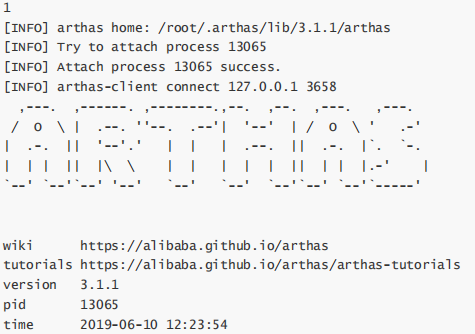 1
[INFO] arthas home: /root/.arthas/lib/3.1.1/arthas
[INFO] Try to attach process 13065
[INFO] Attach process 13065 success.
[INFO] arthas-client connect 127.0.0.1 3658
  ,---.  ,------. ,--------.,--.  ,--.  ,---.   ,---.
 /  O  \ |  .--. ''--.  .--'|  '--'  | /  O  \ '   .-'
|  .-.  ||  '--'.'   |  |   |  .--.  ||  .-.  |`.  `-.
|  | |  ||  |\  \    |  |   |  |  |  ||  | |  |.-'    |
`--' `--'`--' '--'   `--'   `--'  `--'`--' `--'`-----'
wiki      https://alibaba.github.io/arthas
tutorials https://alibaba.github.io/arthas/arthas-tutorials
version   3.1.1
pid       13065
time      2019-06-10 12:23:54